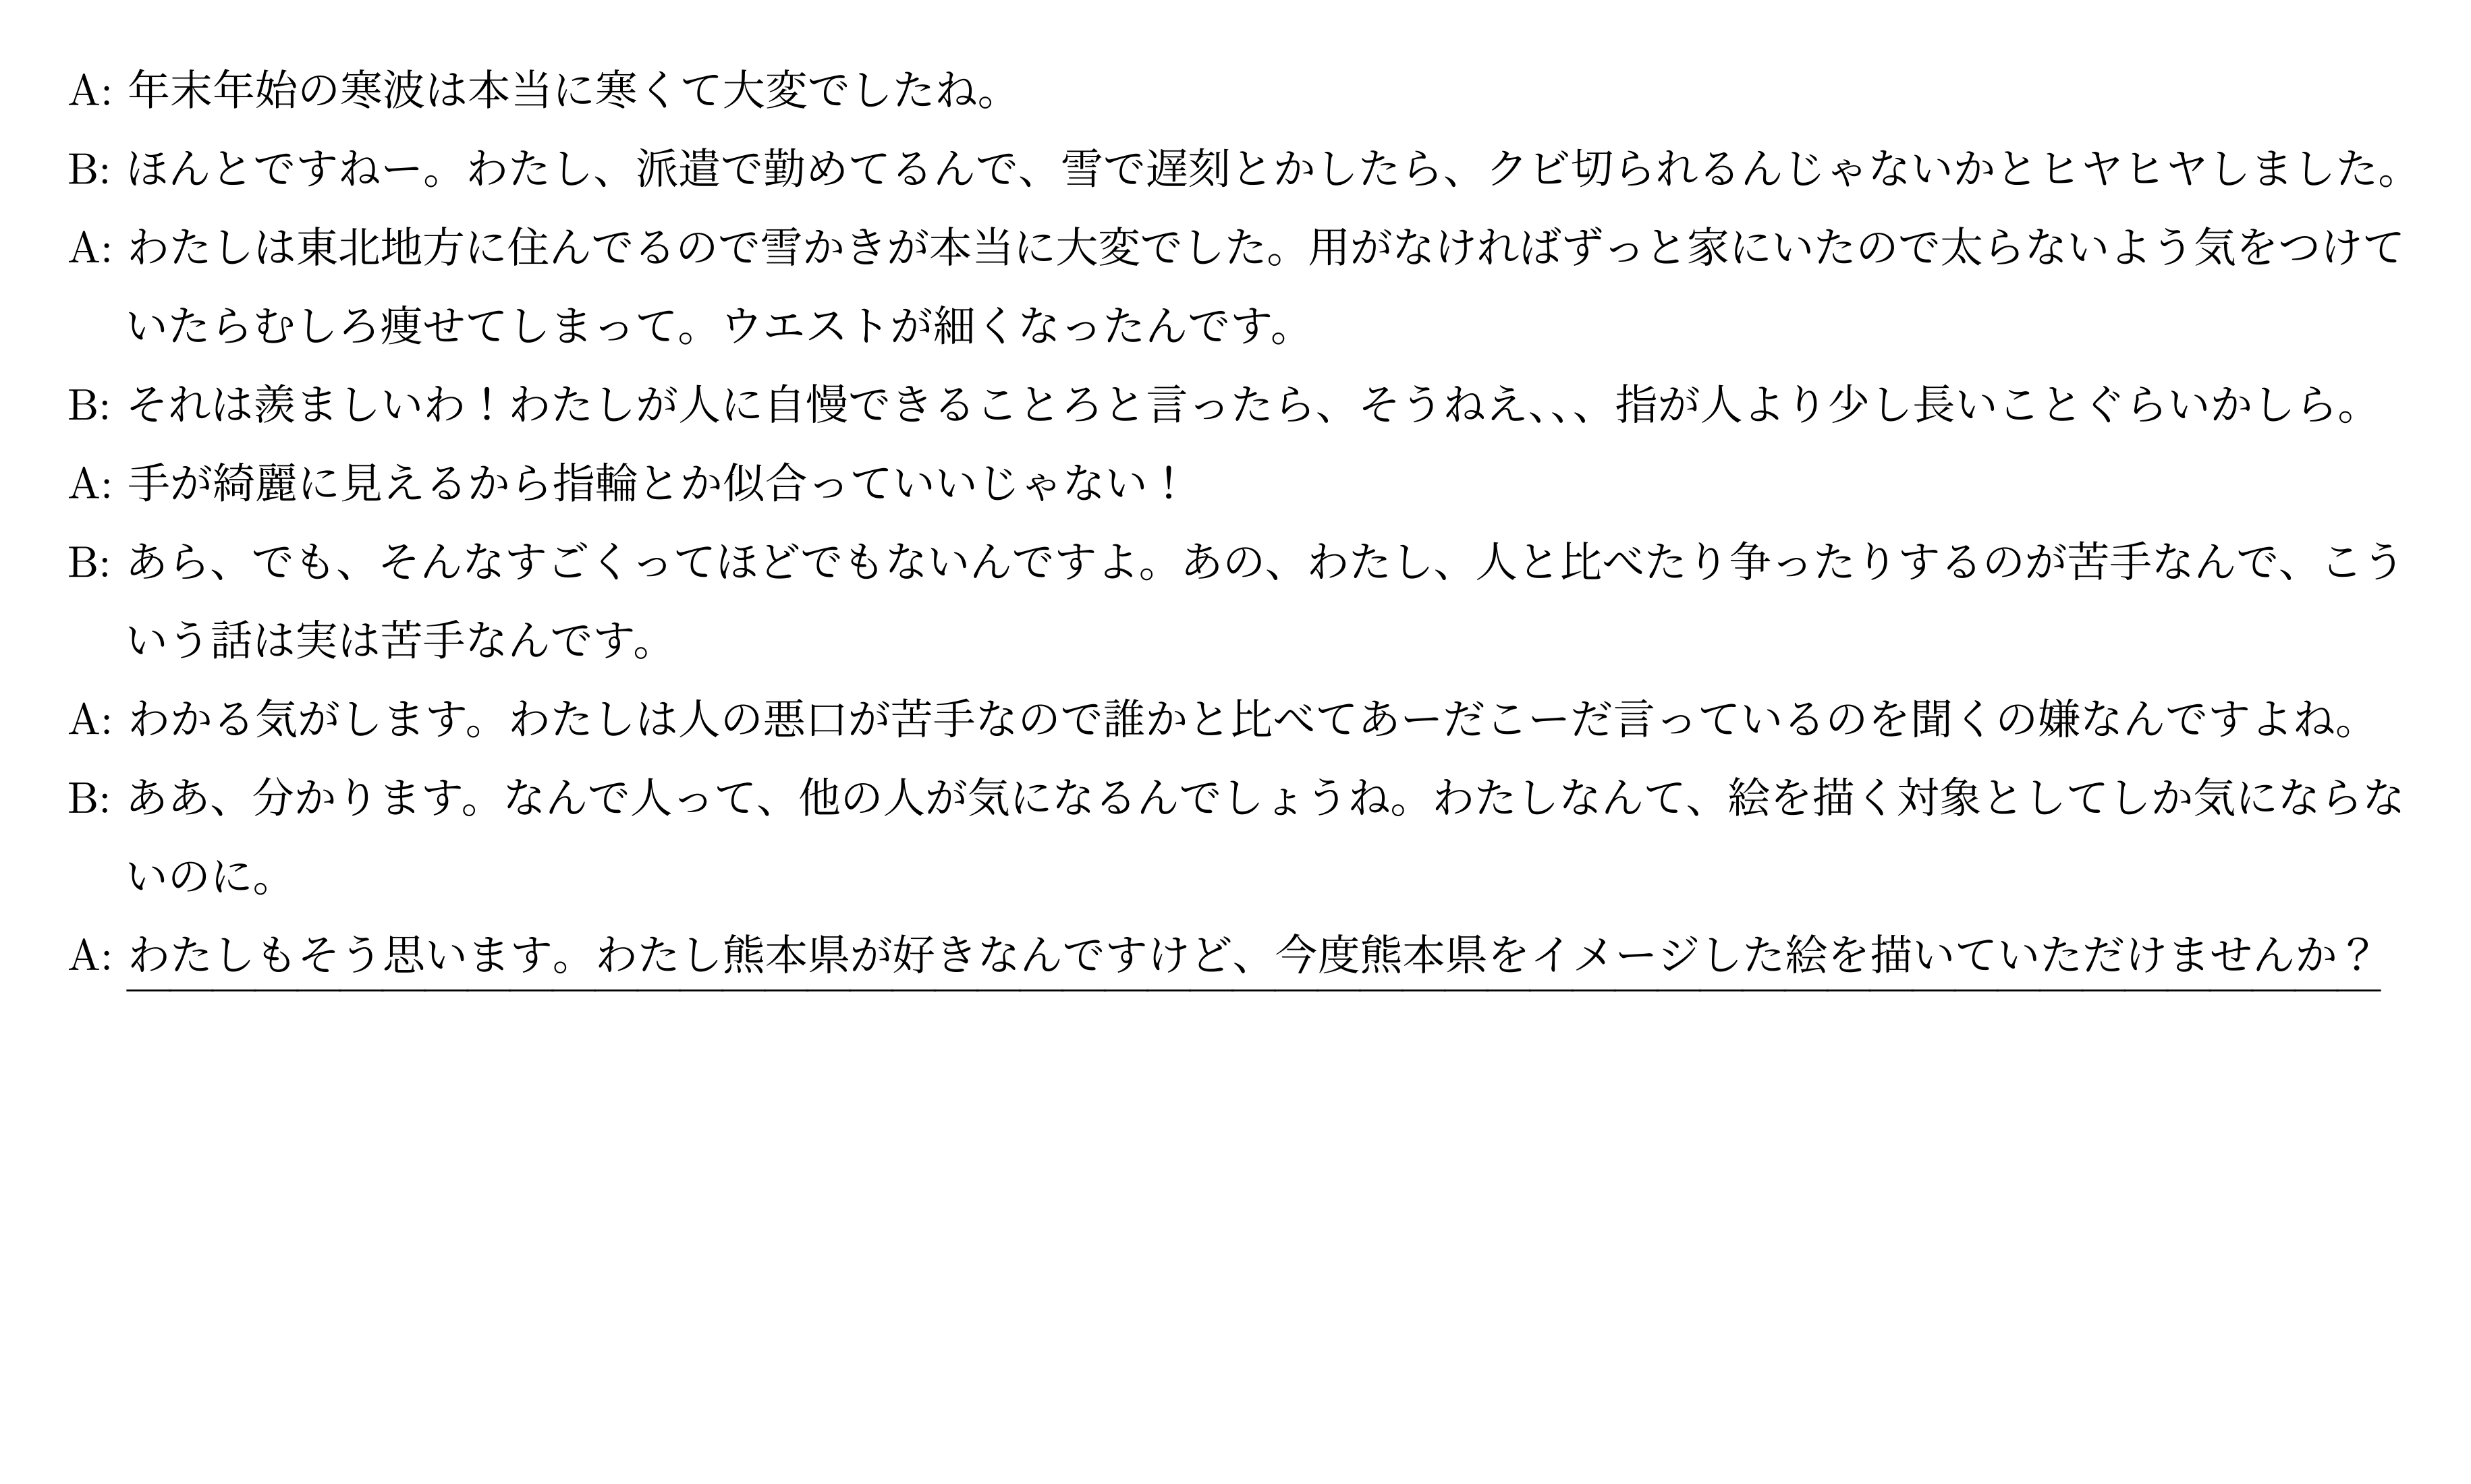 A: 年末年始の寒波は本当に寒くて大変でしたね。
B: ほんとですねー。わたし、派遣で勤めてるんで、雪で遅刻とかしたら、クビ切られるんじゃないかとヒヤヒヤしました。
A: わたしは東北地方に住んでるので雪かきが本当に大変でした。用がなければずっと家にいたので太らないよう気をつけて
いたらむしろ痩せてしまって。ウエストが細くなったんです。
B: それは羨ましいわ！わたしが人に自慢できることろと言ったら、そうねえ、、、指が人より少し長いことぐらいかしら。
A: 手が綺麗に見えるから指輪とか似合っていいじゃない！
B: あら、でも、そんなすごくってほどでもないんですよ。あの、わたし、人と比べたり争ったりするのが苦手なんで、こう
いう話は実は苦手なんです。
A: わかる気がします。わたしは人の悪口が苦手なので誰かと比べてあーだこーだ言っているのを聞くの嫌なんですよね。
B: ああ、分かります。なんで人って、他の人が気になるんでしょうね。わたしなんて、絵を描く対象としてしか気にならな
いのに。
A: わたしもそう思います。わたし熊本県が好きなんですけど、今度熊本県をイメージした絵を描いていただけませんか？